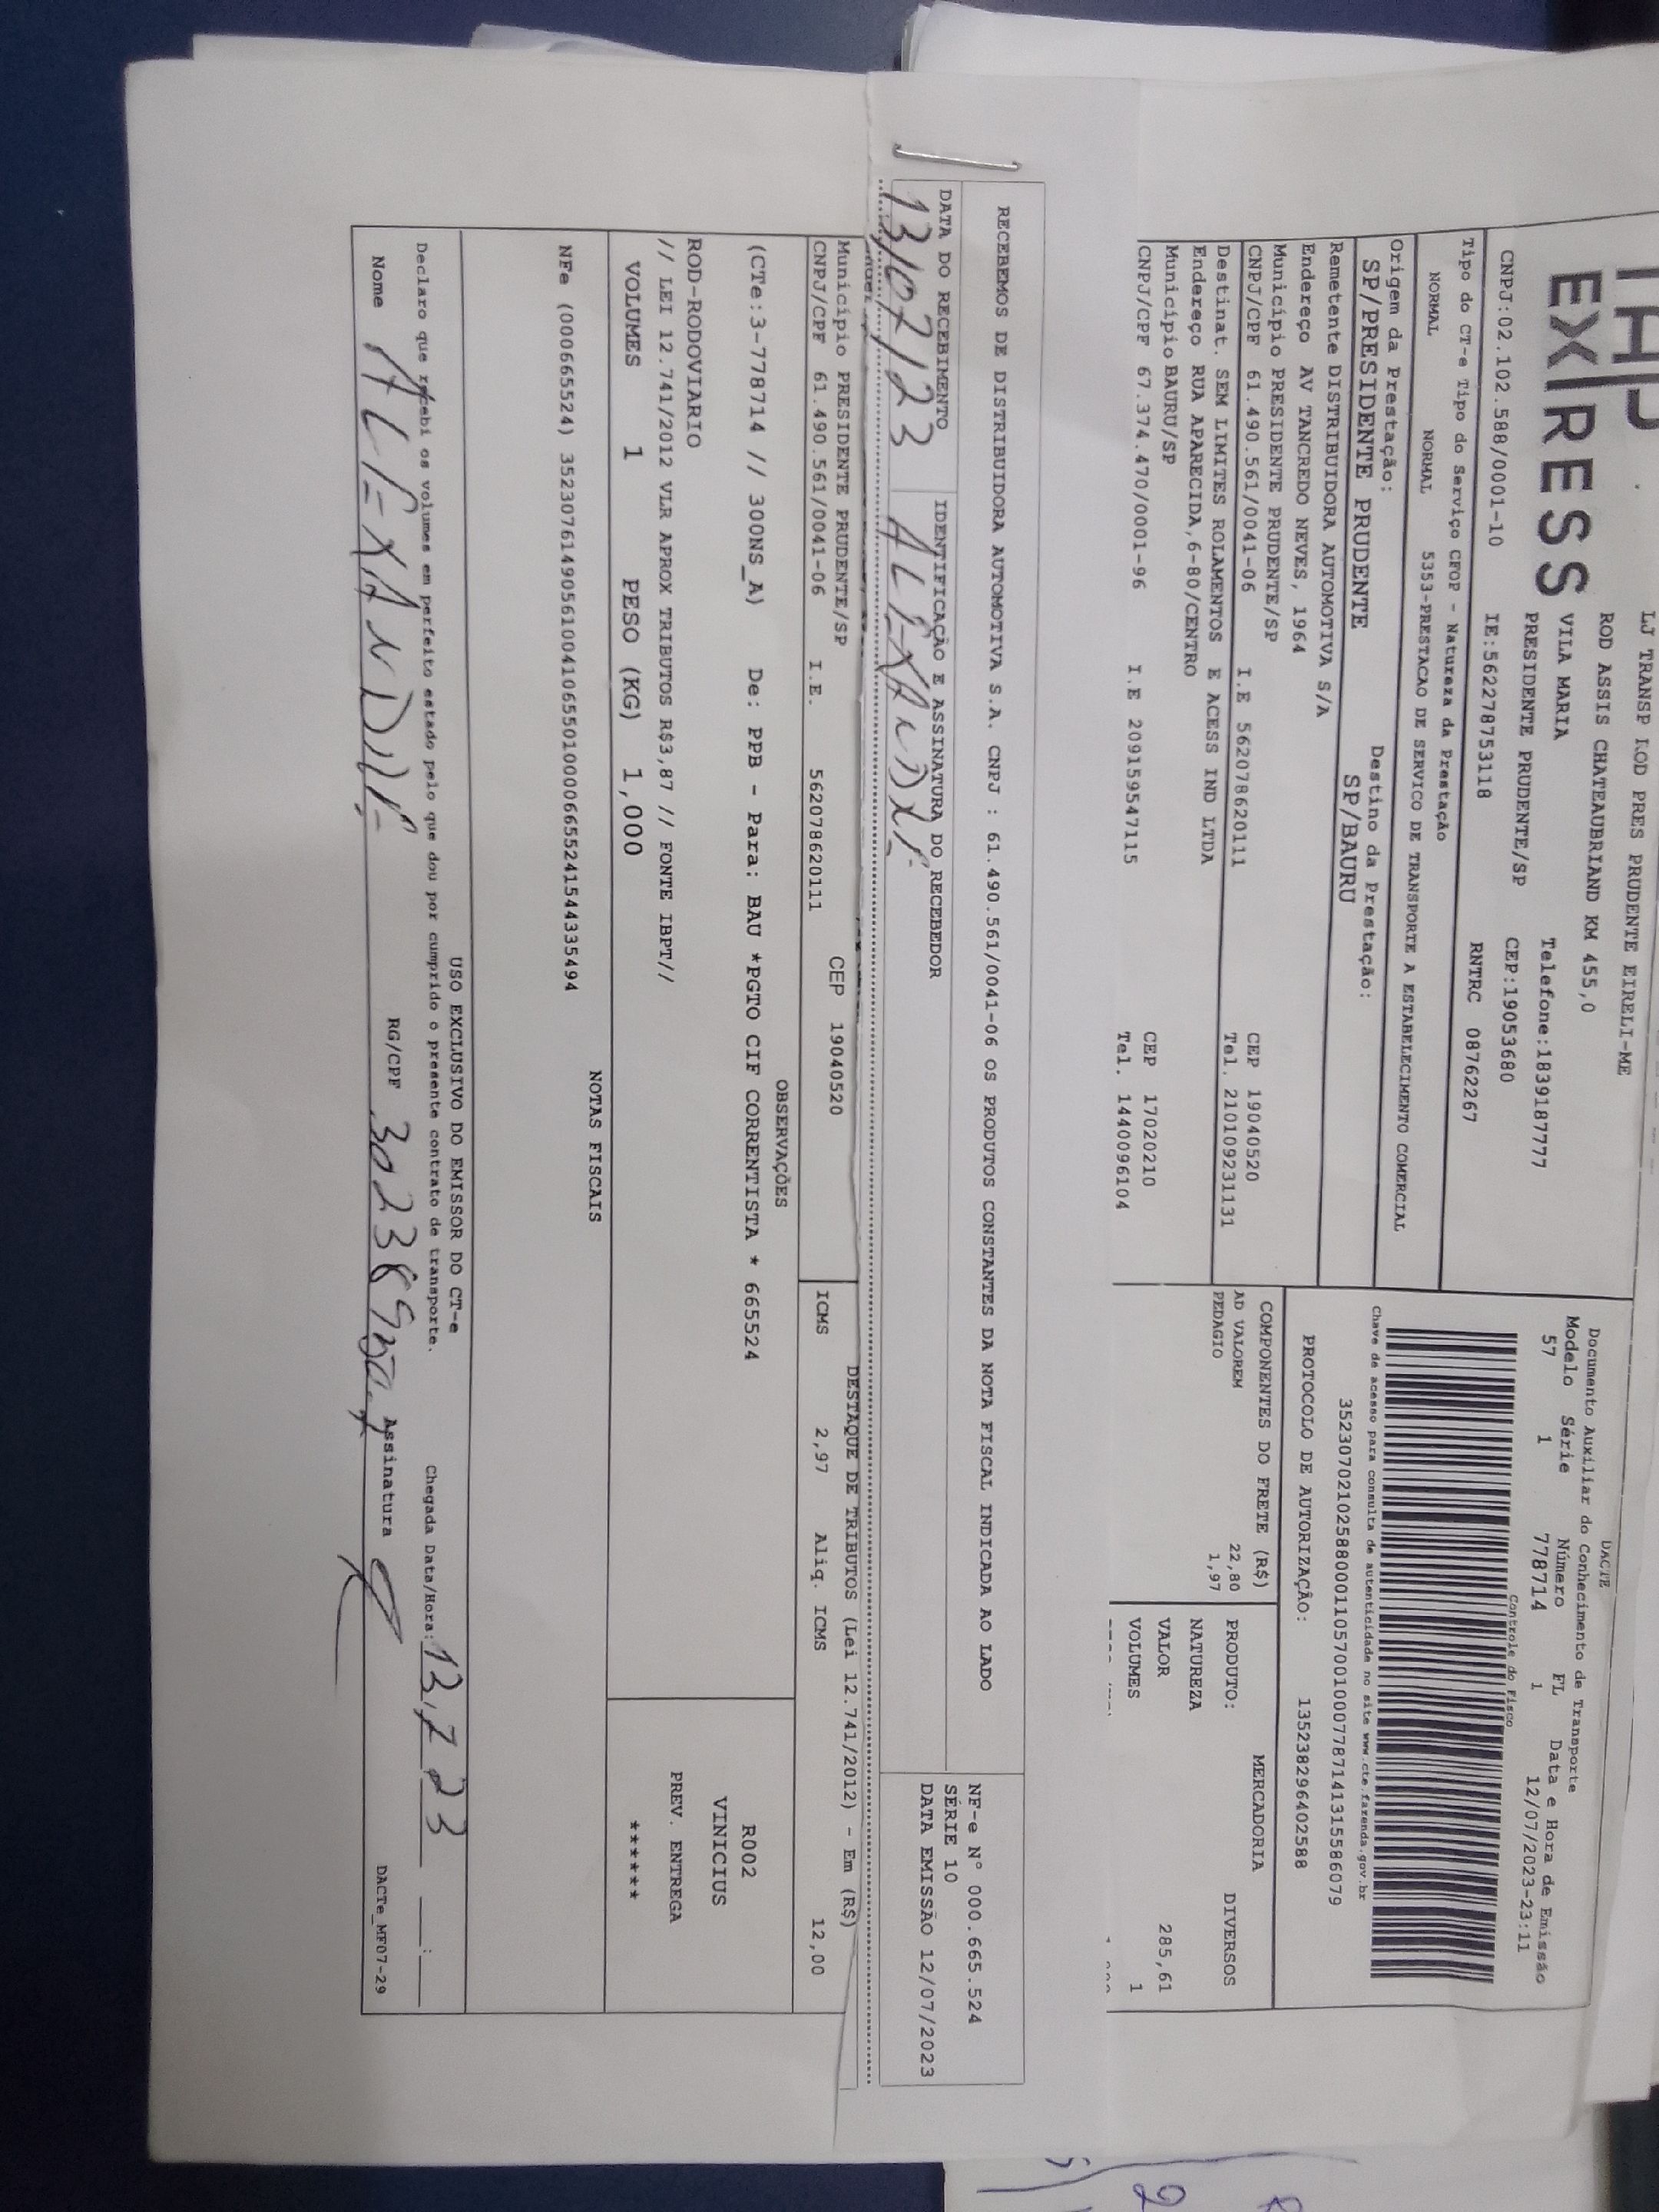 EXPRESS
LJ TRANSP ROD PRES PRUDENTE EIRELI-ME
ROD ASSIS CHATEAUBRIAND KM 455,0
VILA MARIA Telefone:1839187777
PRESIDENTE PRUDENTE/SP CEP:19053680
CNPJ:02.102.588/0001-10 IE:562278753118 RNTRC 08762267
Tipo do CT-e Tipo do Serviço CFOP - Natureza da Prestação
NORMAL NORMAL 5353-PRESTACAO DE SERVICO DE TRANSPORTE A ESTABELECIMENTO COMERCIAL
Origem da Prestação: Destino da Prestação:
SP/PRESIDENTE PRUDENTE SP/BAURU
Remetente DISTRIBUIDORA AUTOMOTIVA S/A
Endereço AV TANCREDO NEVES, 1964
Município PRESIDENTE PRUDENTE/SP CEP 19040520
CNPJ/CPF 61.490.561/0041-06 I.E 562078620111 Tel. 210109231131
Destinat. SEM LIMITES ROLAMENTOS E ACESS IND LTDA
Endereço RUA APARECIDA,6-80/CENTRO
Município BAURU/SP CEP 17020210
CNPJ/CPF 67.374.470/0001-96 I.E 209159547115 Tel. 1440096104
DACTE
Documento Auxiliar do Conhecimento de Transporte
Modelo Série Número FL Data e Hora de Emissão
57 1 778714 1 12/07/2023-23:11
Controle do Fisco
Chave de acesso para consulta de autenticidade no site www.cte.fazenda.gov.br
35230702102588000110570010007787141315586079
PROTOCOLO DE AUTORIZAÇÃO: 135238296402588
COMPONENTES DO FRETE (R$) MERCADORIA
AD VALOREM 22,80 PRODUTO: DIVERSOS
PEDAGIO 1,97 NATUREZA
VALOR 285,61
VOLUMES 1
RECEBEMOS DE DISTRIBUIDORA AUTOMOTIVA S.A. CNPJ : 61.490.561/0041-06 OS PRODUTOS CONSTANTES DA NOTA FISCAL INDICADA AO LADO
NF-e N° 000.665.524
SÉRIE 10
DATA EMISSÃO 12/07/2023
DATA DO RECEBIMENTO IDENTIFICAÇÃO E ASSINATURA DO RECEBEDOR
13/07/23 ALEXANDRE
Município PRESIDENTE PRUDENTE/SP CEP 19040520
CNPJ/CPF 61.490.561/0041-06 I.E. 562078620111
DESTAQUE DE TRIBUTOS (Lei 12.741/2012) - Em (R$)
ICMS 2,97 Aliq. ICMS 12,00
OBSERVAÇÕES
(CTe:3-778714 // 300NS_A) De: PPB - Para: BAU *PGTO CIF CORRENTISTA * 665524
ROD-RODOVIARIO
// LEI 12.741/2012 VLR APROX TRIBUTOS R$3,87 // FONTE IBPT//
R002
VINICIUS
VOLUMES 1 PESO (KG) 1,000
PREV. ENTREGA
*******
NOTAS FISCAIS
NFe (000665524) 35230761490561004106550100006655241544335494
USO EXCLUSIVO DO EMISSOR DO CT-e
Declaro que recebi os volumes em perfeito estado pelo que dou por cumprido o presente contrato de transporte. Chegada Data/Hora: 13,7 23 :
Nome ALEXANDRE RG/CPF Assinatura DACTe_MF07-29